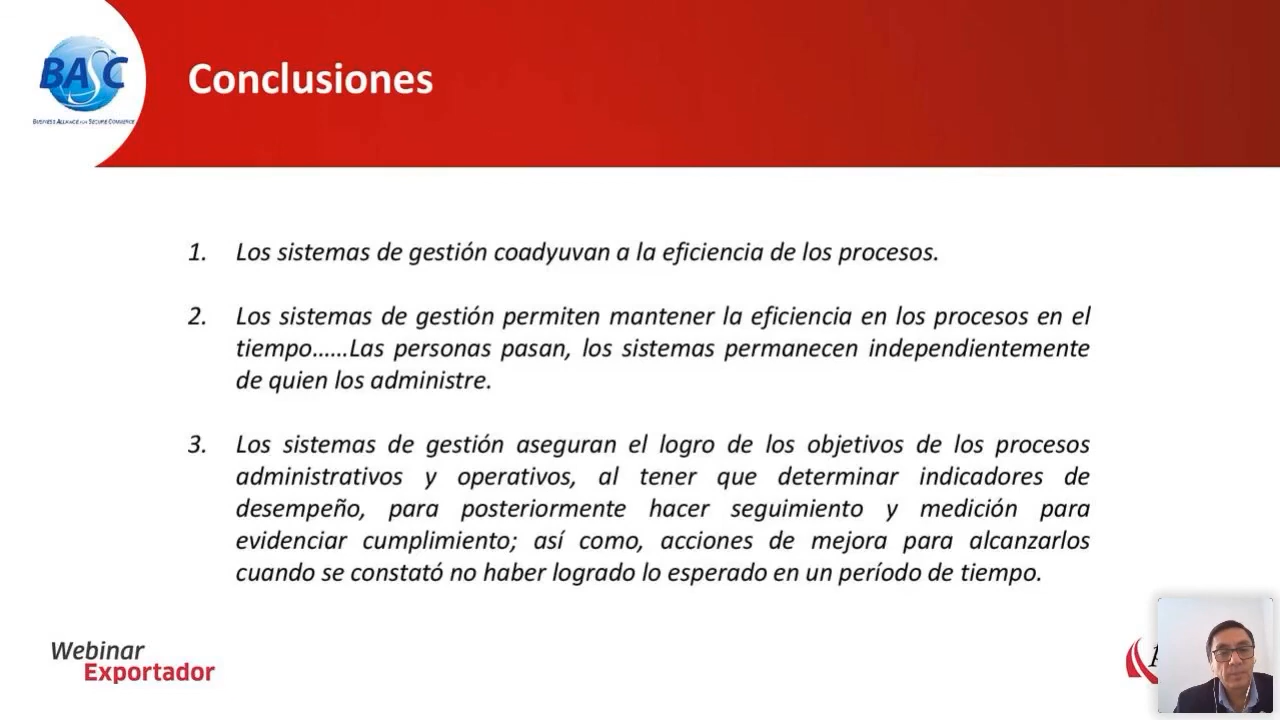 BASC
BUSINESS ALLIANCE FOR SECURE COMMERCE
Conclusiones
1. Los sistemas de gestión coadyuvan a la eficiencia de los procesos.
2. Los sistemas de gestión permiten mantener la eficiencia en los procesos en el
tiempo......Las personas pasan, los sistemas permanecen independientemente
de quien los administre.
3. Los sistemas de gestión aseguran el logro de los objetivos de los procesos
administrativos y operativos, al tener que determinar indicadores de
desempeño, para posteriormente hacer seguimiento y medición para
evidenciar cumplimiento; así como, acciones de mejora para alcanzarlos
cuando se constató no haber logrado lo esperado en un período de tiempo.
Webinar
Exportador